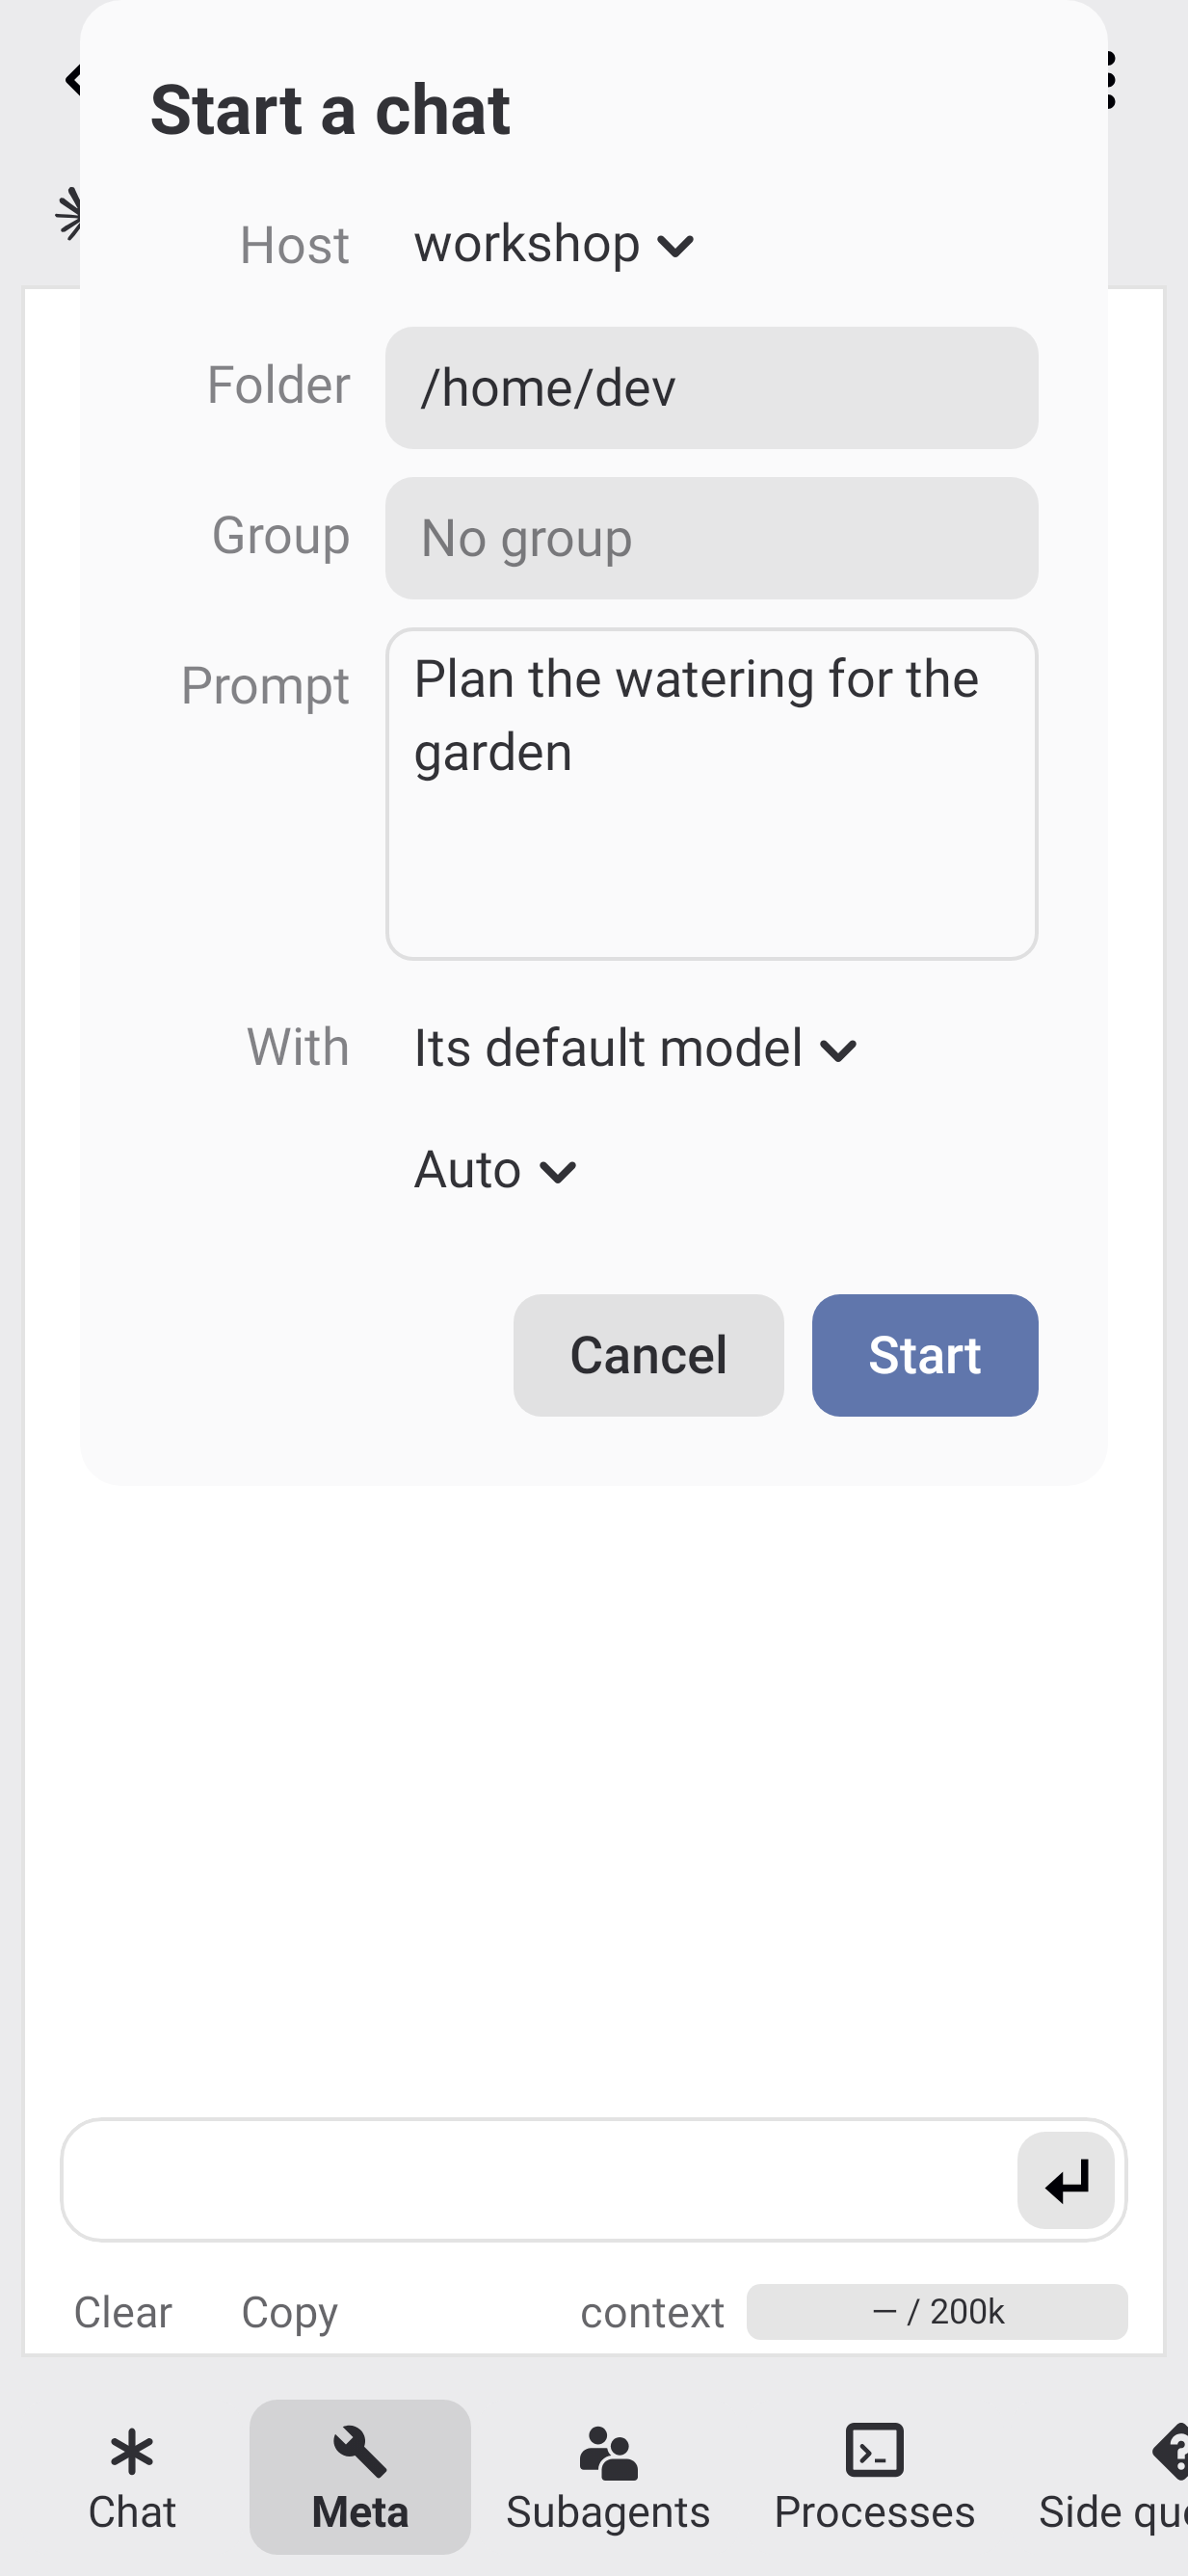 Start a chat
Host workshop
Folder /home/dev
Group No group
Prompt Plan the watering for the
garden
With Its default model
Auto
Cancel Start
Clear Copy context — / 200k
Chat Meta Subagents Processes Side